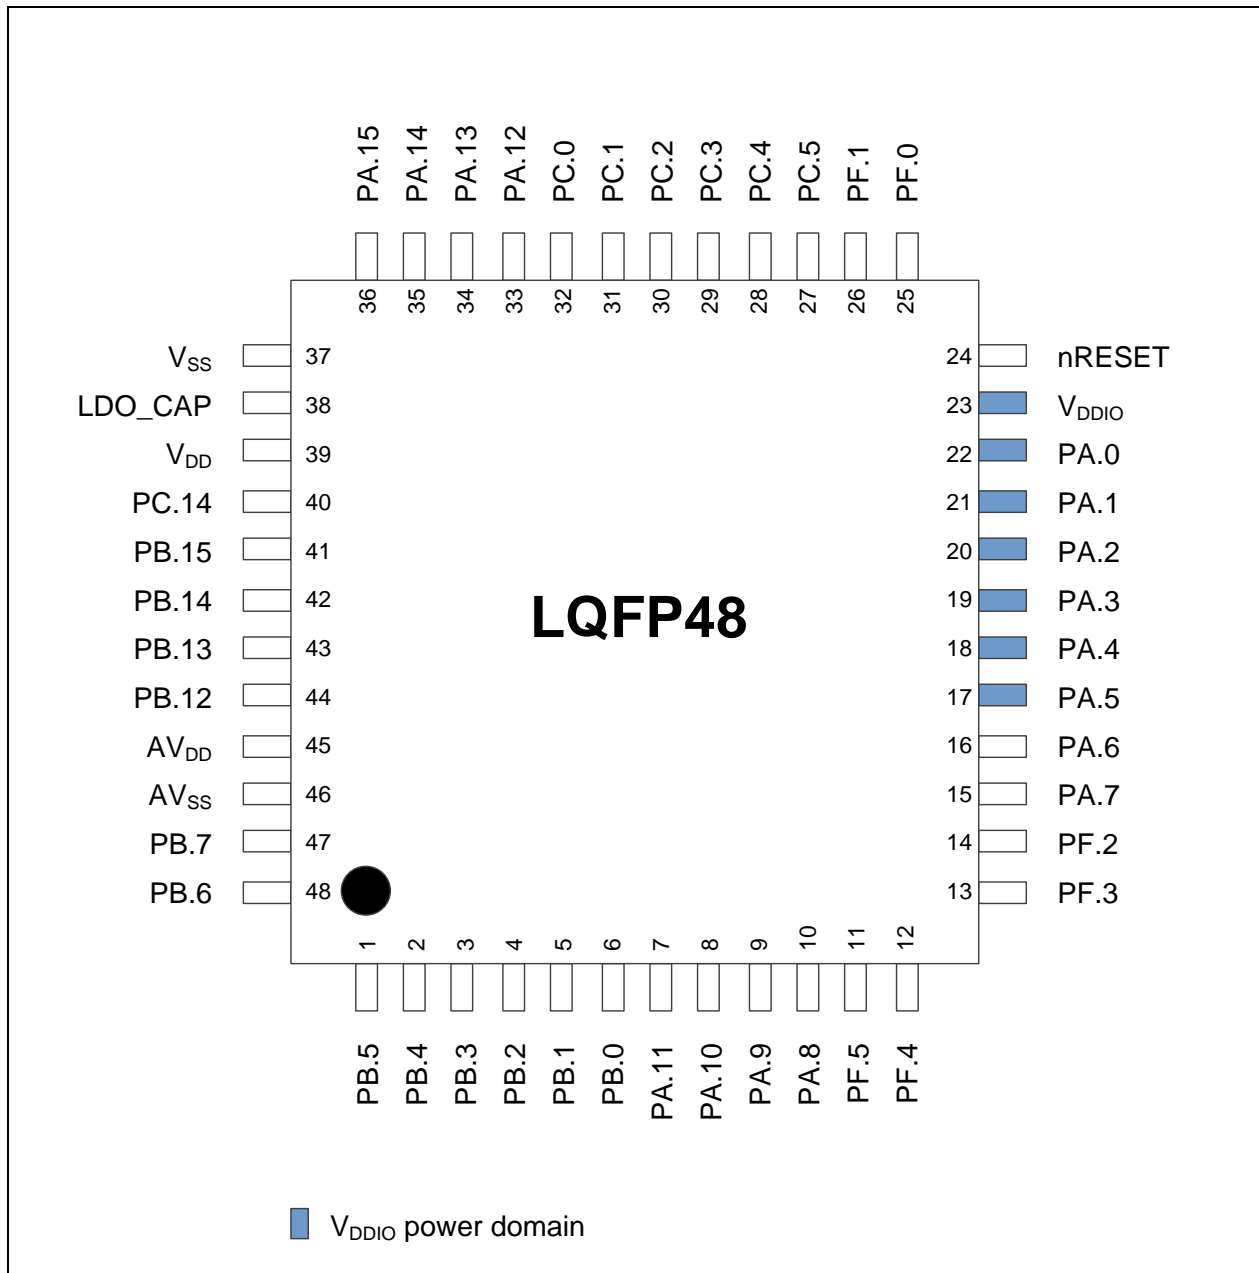 PA.15 PA.14 PA.13 PA.12 PC.0 PC.1 PC.2 PC.3 PC.4 PC.5 PF.1 PF.0
36 35 34 33 32 31 30 29 28 27 26 25
VSS 37 24 nRESET
LDO_CAP 38 23 VDDIO
VDD 39 22 PA.0
PC.14 40 21 PA.1
PB.15 41 20 PA.2
PB.14 42 19 PA.3
LQFP48
PB.13 43 18 PA.4
PB.12 44 17 PA.5
AVDD 45 16 PA.6
AVSS 46 15 PA.7
PB.7 47 14 PF.2
PB.6 48 13 PF.3
1 2 3 4 5 6 7 8 9 10 11 12
PB.5 PB.4 PB.3 PB.2 PB.1 PB.0 PA.11 PA.10 PA.9 PA.8 PF.5 PF.4
VDDIO power domain